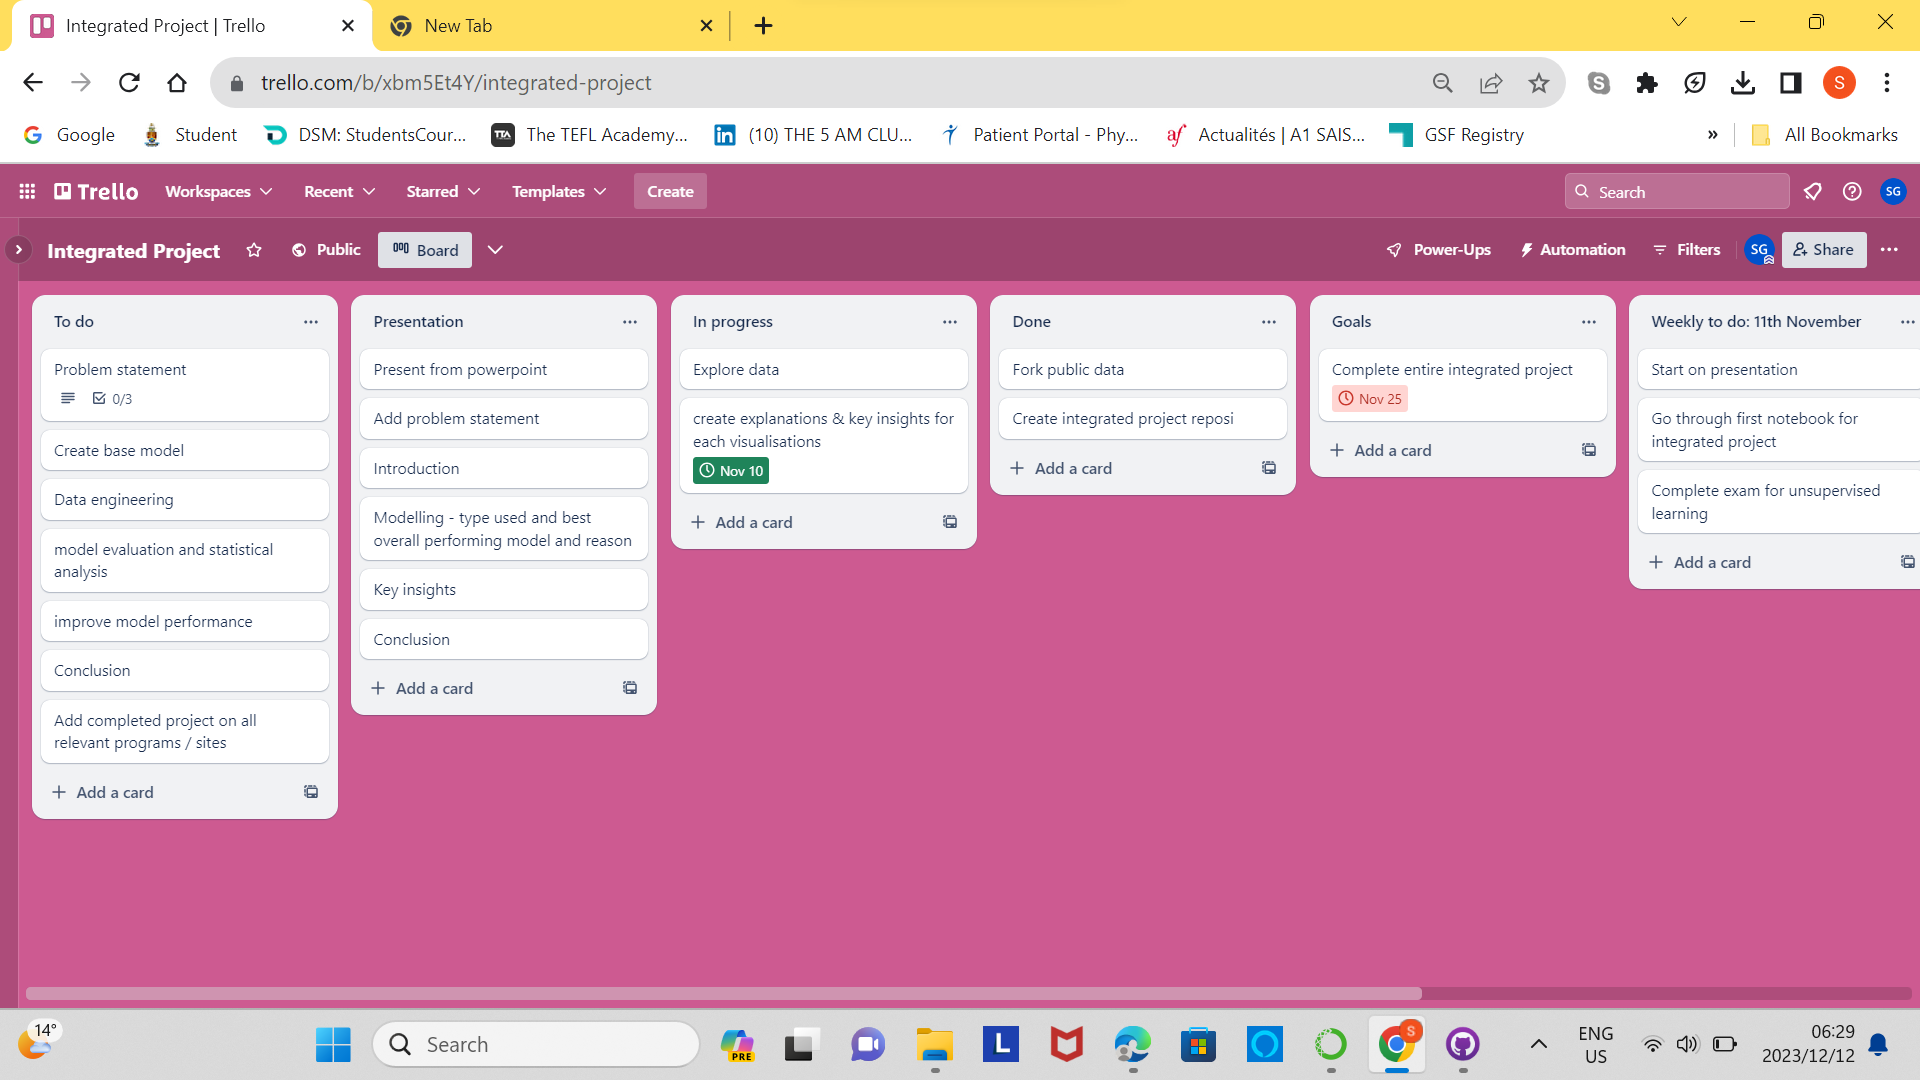 Integrated Project | Trello
New Tab
trello.com/b/xbm5Et4Y/integrated-project
S
Google
Student
DSM: StudentsCour...
TTA
The TEFL Academy...
(10) THE 5 AM CLU...
Patient Portal - Phy...
Actualités | A1 SAIS...
GSF Registry
»
All Bookmarks
Trello
Workspaces
Recent
Starred
Templates
Create
Search
SG
Integrated Project
Public
Board
Power-Ups
Automation
Filters
SG
Share
To do
Problem statement
0/3
Create base model
Data engineering
model evaluation and statistical
analysis
improve model performance
Conclusion
Add completed project on all
relevant programs / sites
Add a card
Presentation
Present from powerpoint
Add problem statement
Introduction
Modelling - type used and best
overall performing model and reason
Key insights
Conclusion
Add a card
In progress
Explore data
create explanations & key insights for
each visualisations
Nov 10
Add a card
Done
Fork public data
Create integrated project reposi
Add a card
Goals
Complete entire integrated project
Nov 25
Add a card
Weekly to do: 11th November
Start on presentation
Go through first notebook for
integrated project
Complete exam for unsupervised
learning
Add a card
14°
Search
PRE
L
S
ENG
US
06:29
2023/12/12